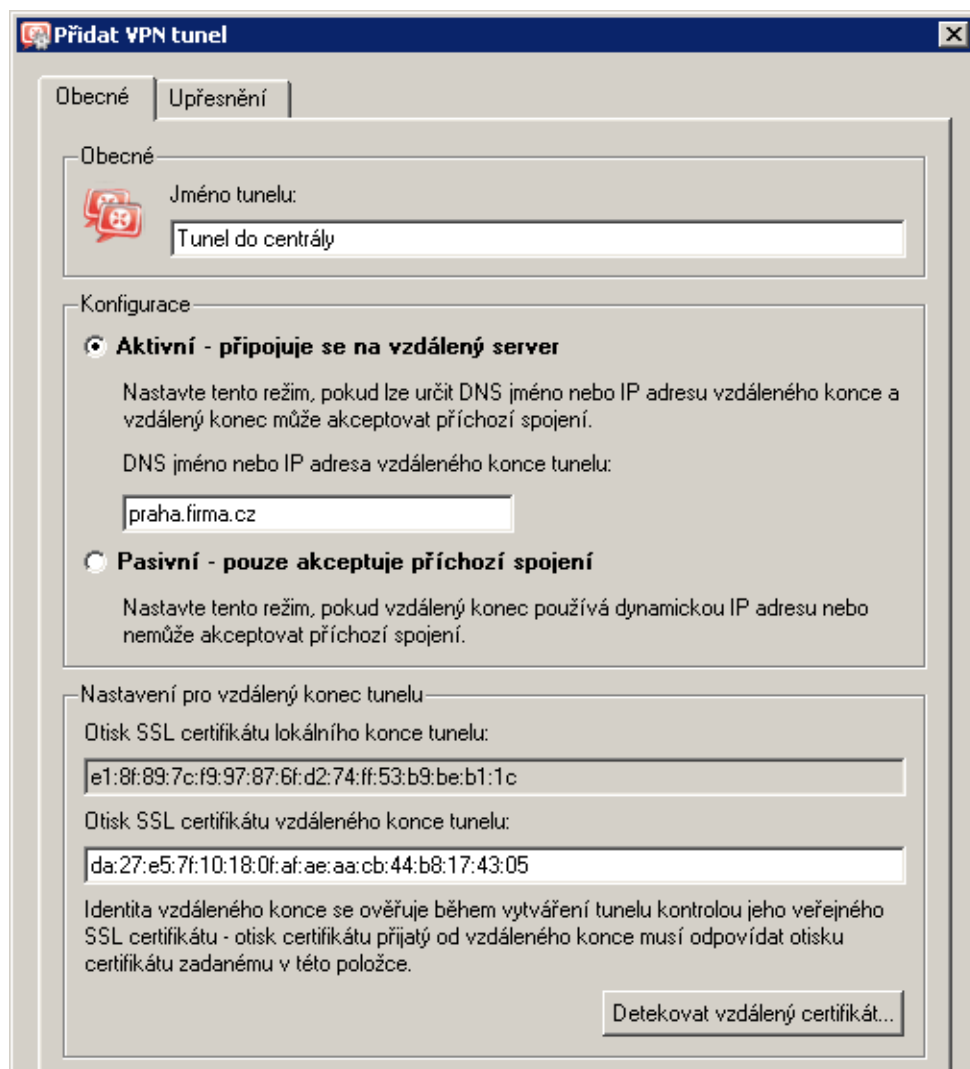 Přidat VPN tunel
Obecné
Upřesnění
Obecné
Jméno tunelu:
Tunel do centrály
Konfigurace
Aktivní - připojuje se na vzdálený server
Nastavte tento režim, pokud lze určit DNS jméno nebo IP adresu vzdáleného konce a
vzdálený konec může akceptovat příchozí spojení.
DNS jméno nebo IP adresa vzdáleného konce tunelu:
praha.firma.cz
Pasivní - pouze akceptuje příchozí spojení
Nastavte tento režim, pokud vzdálený konec používá dynamickou IP adresu nebo
nemůže akceptovat příchozí spojení.
Nastavení pro vzdálený konec tunelu
Otisk SSL certifikátu lokálního konce tunelu:
e1:8f:89:7c:f9:97:87:6f:d2:74:ff:53:b9:be:b1:1c
Otisk SSL certifikátu vzdáleného konce tunelu:
da:27:e5:7f:10:18:0f:af:ae:aa:cb:44:b8:17:43:05
Identita vzdáleného konce se ověřuje během vytváření tunelu kontrolou jeho veřejného
SSL certifikátu - otisk certifikátu přijatý od vzdáleného konce musí odpovídat otisku
certifikátu zadanému v této položce.
Detekovat vzdálený certifikát...